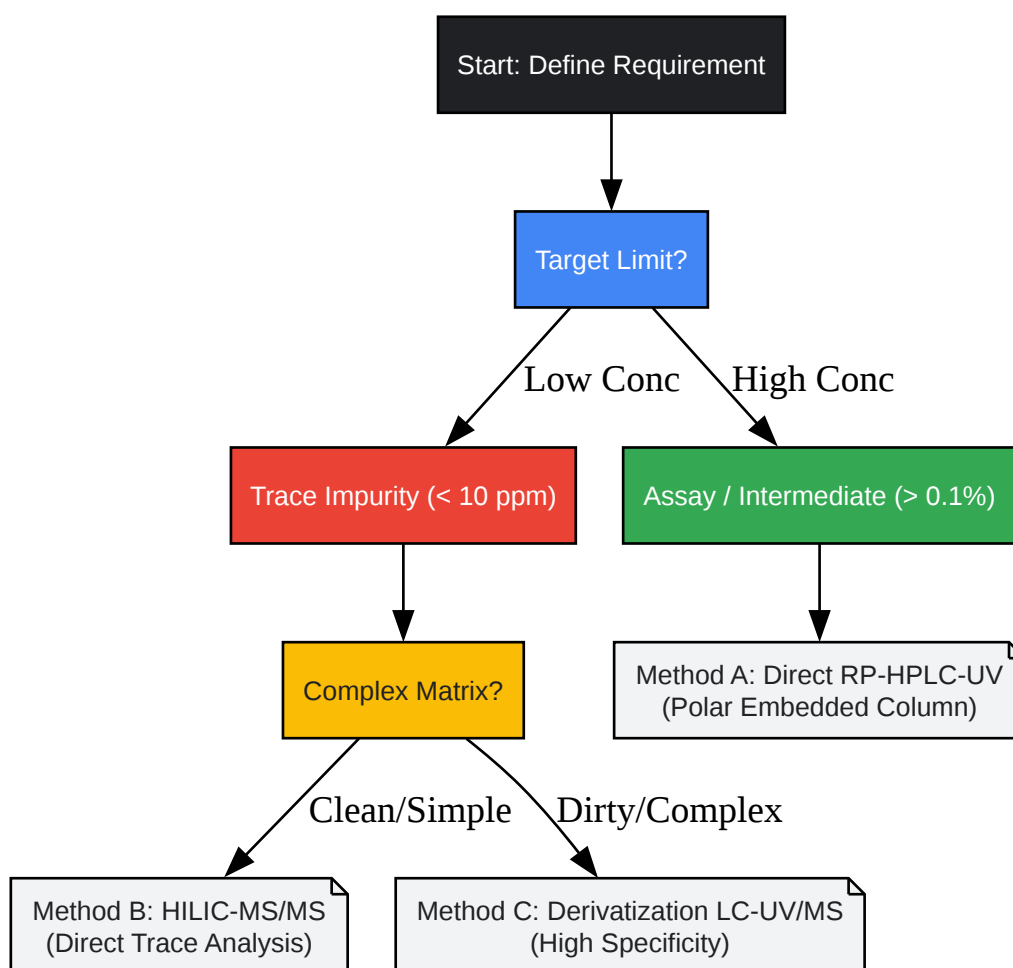 Start: Define Requirement
Target Limit?
Low Conc
High Conc
Trace Impurity (< 10 ppm)
Assay / Intermediate (> 0.1%)
Complex Matrix?
Method A: Direct RP-HPLC-UV
(Polar Embedded Column)
Clean/Simple
Dirty/Complex
Method B: HILIC-MS/MS
(Direct Trace Analysis)
Method C: Derivatization LC-UV/MS
(High Specificity)